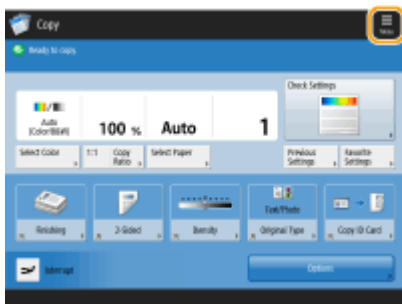 Copy
Menu
Ready to copy.
Check Settings
Auto
(Color/B&W)
100 %
Auto
1
Select Color
1:1
Copy
Ratio
Select Paper
Previous
Settings
Favorite
Settings
Text/Photo
Finishing
2-Sided
Density
Original Type
Copy ID Card
Interrupt
Options